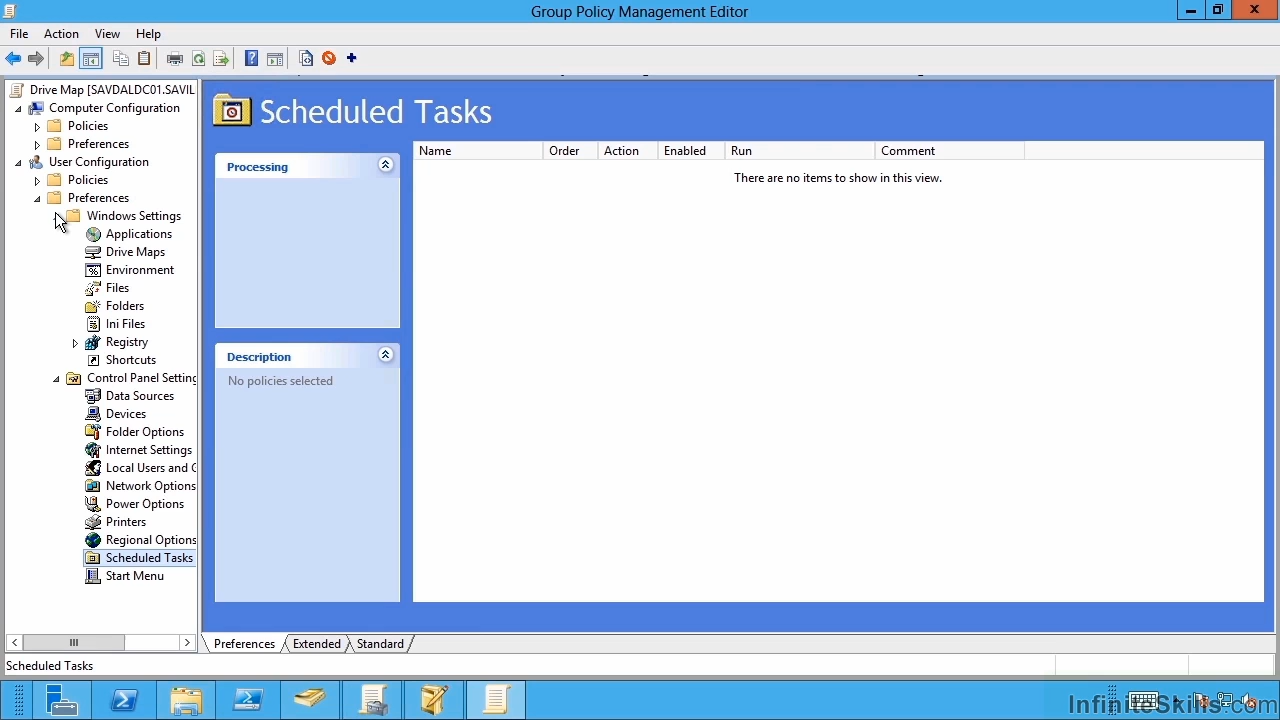 Group Policy Management Editor
File Action View Help
Drive Map [SAVDALDC01.SAVIL
Computer Configuration
Policies
Preferences
User Configuration
Policies
Preferences
Windows Settings
Applications
Drive Maps
Environment
Files
Folders
Ini Files
Registry
Shortcuts
Control Panel Setting
Data Sources
Devices
Folder Options
Internet Settings
Local Users and G
Network Options
Power Options
Printers
Regional Options
Scheduled Tasks
Start Menu
Scheduled Tasks
Processing
Description
No policies selected
Name Order Action Enabled Run Comment
There are no items to show in this view.
Preferences Extended Standard
Scheduled Tasks
InfiniteSkills.com